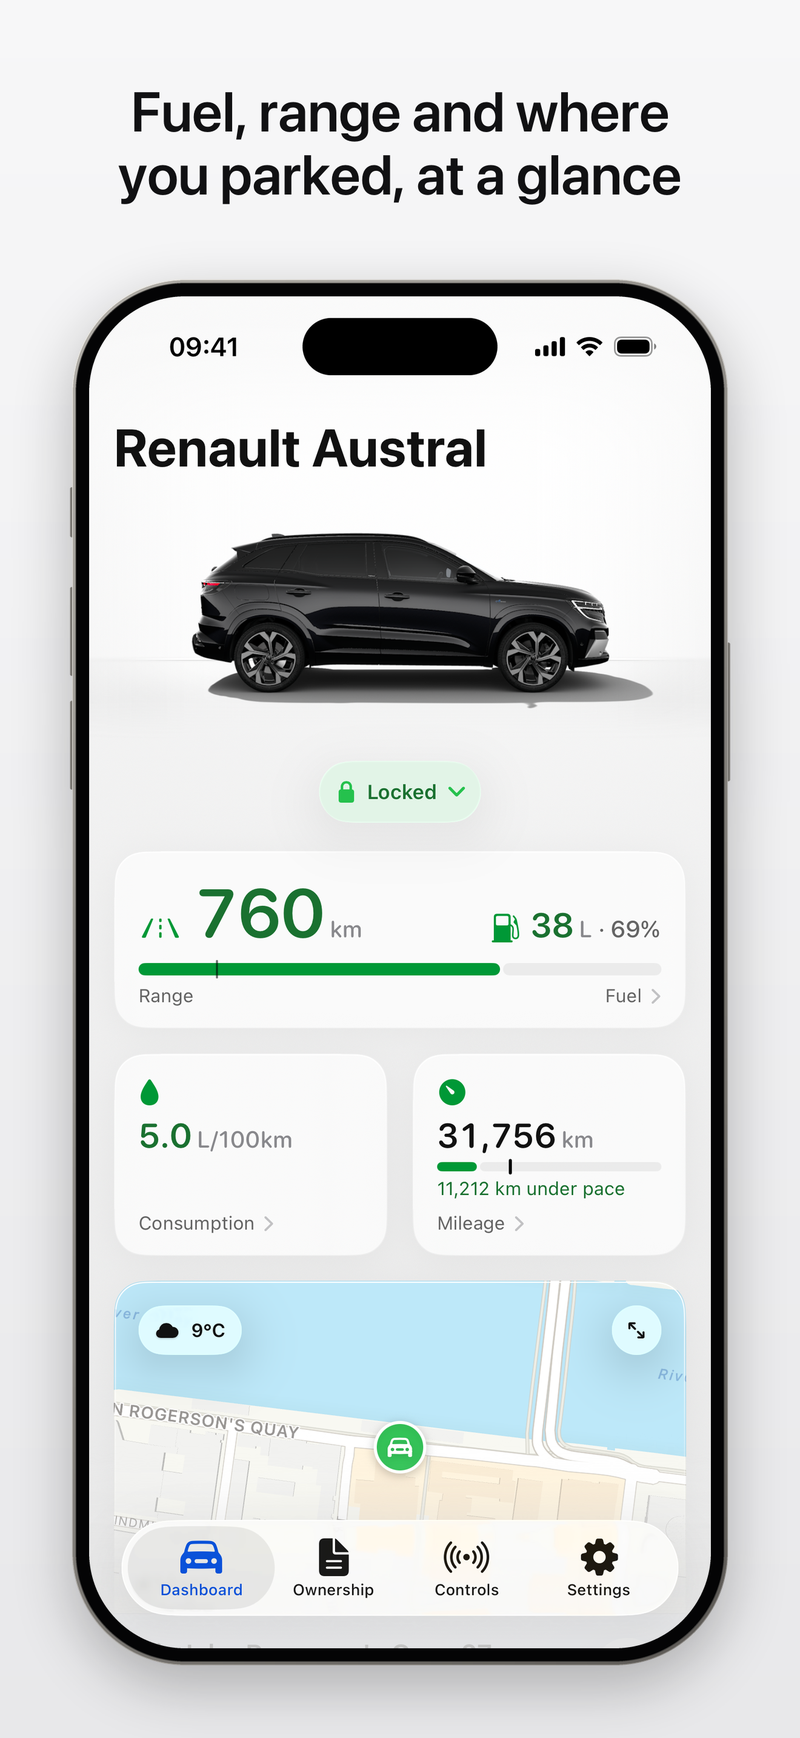 Fuel, range and where
you parked, at a glance
09:41
Renault Austral
Locked
760 km
38 L · 69%
Range
Fuel
5.0 L/100km
Consumption
31,756 km
11,212 km under pace
Mileage
9°C
N ROGERSON'S QUAY
Dashboard
Ownership
Controls
Settings